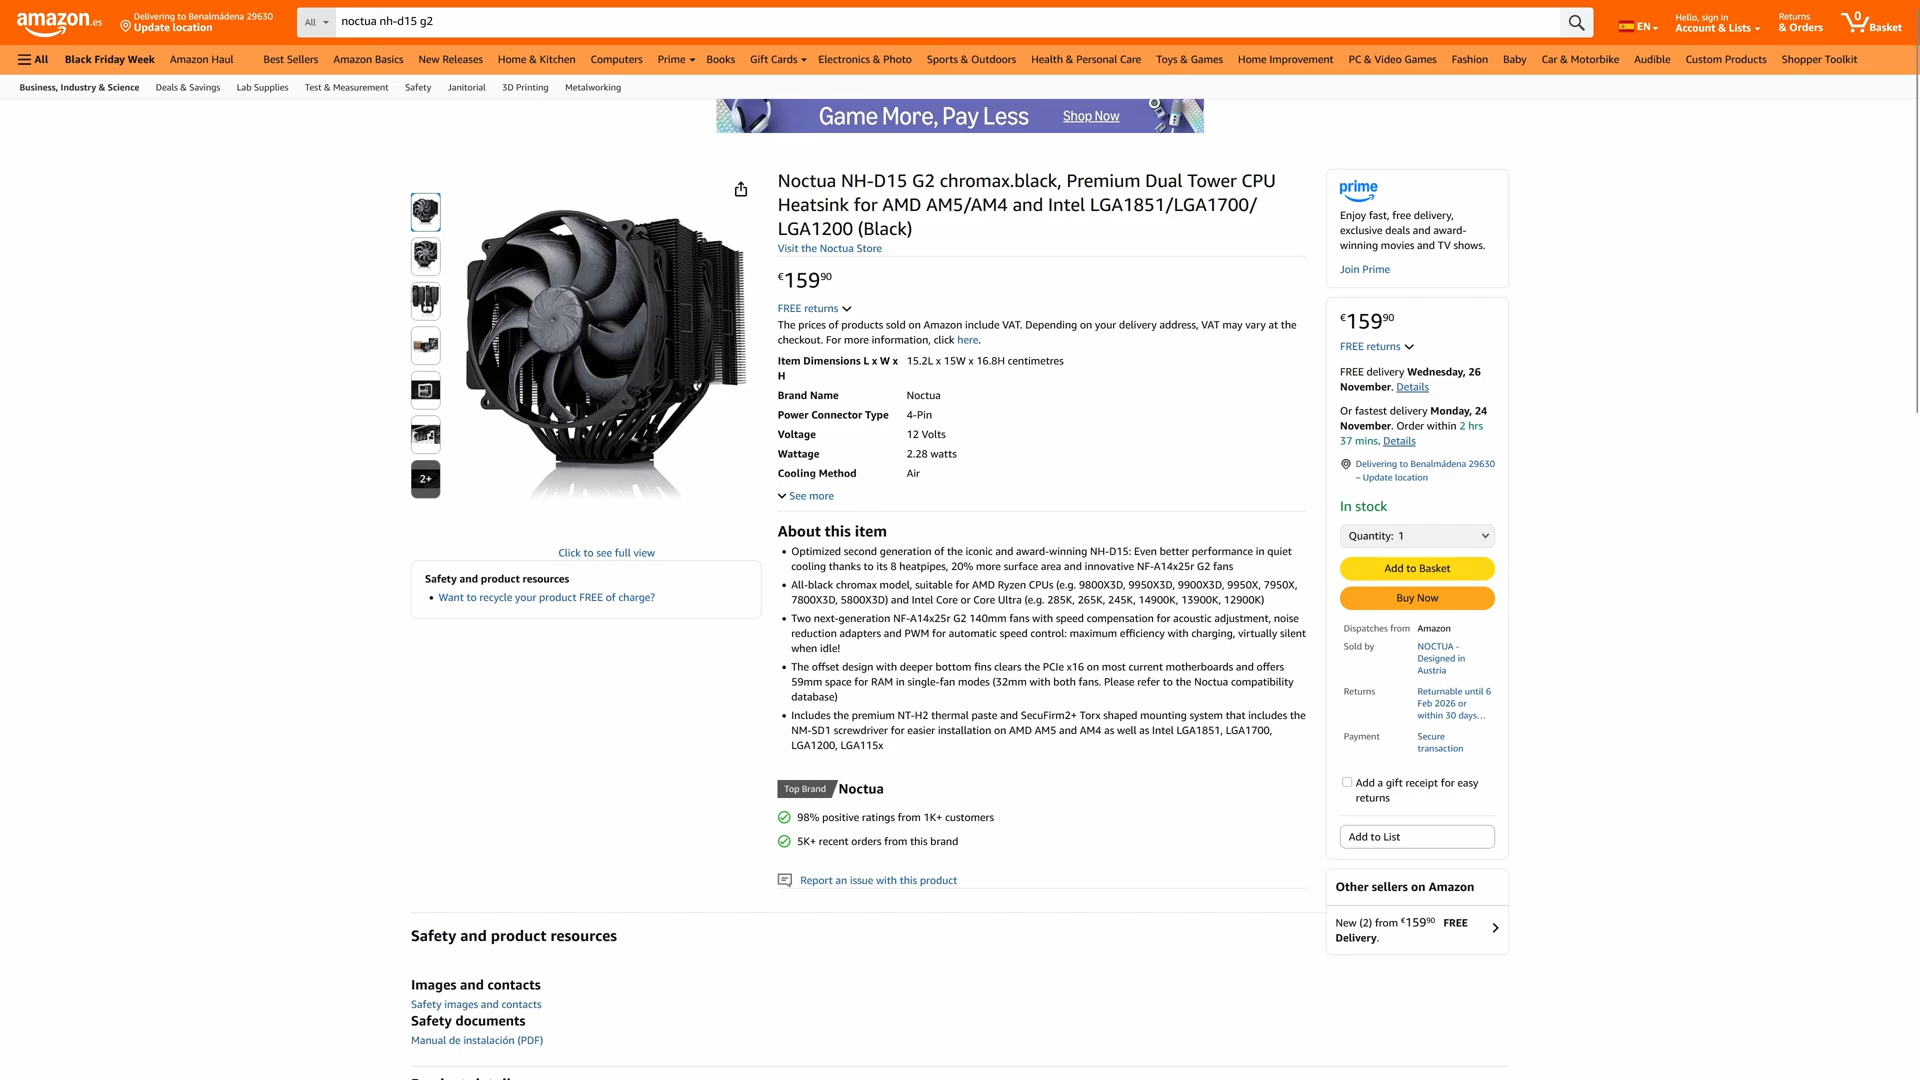 amazon.es
Delivering to Benalmádena 29630
Update location
All
noctua nh-d15 g2
EN
Hello, sign in
Account & Lists
Returns
& Orders
0
Basket
All
Black Friday Week
Amazon Haul
Best Sellers
Amazon Basics
New Releases
Home & Kitchen
Computers
Prime
Books
Gift Cards
Electronics & Photo
Sports & Outdoors
Health & Personal Care
Toys & Games
Home Improvement
PC & Video Games
Fashion
Baby
Car & Motorbike
Audible
Custom Products
Shopper Toolkit
Business, Industry & Science
Deals & Savings
Lab Supplies
Test & Measurement
Safety
Janitorial
3D Printing
Metalworking
Game More, Pay Less
Shop Now
2+
Click to see full view
Safety and product resources
• Want to recycle your product FREE of charge?
Noctua NH-D15 G2 chromax.black, Premium Dual Tower CPU
Heatsink for AMD AM5/AM4 and Intel LGA1851/LGA1700/
LGA1200 (Black)
Visit the Noctua Store
€15990
FREE returns
The prices of products sold on Amazon include VAT. Depending on your delivery address, VAT may vary at the
checkout. For more information, click here.
Item Dimensions L x W x
H
15.2L x 15W x 16.8H centimetres
Brand Name
Noctua
Power Connector Type
4-Pin
Voltage
12 Volts
Wattage
2.28 watts
Cooling Method
Air
See more
About this item
• Optimized second generation of the iconic and award-winning NH-D15: Even better performance in quiet
cooling thanks to its 8 heatpipes, 20% more surface area and innovative NF-A14x25r G2 fans
• All-black chromax model, suitable for AMD Ryzen CPUs (e.g. 9800X3D, 9950X3D, 9900X3D, 9950X, 7950X,
7800X3D, 5800X3D) and Intel Core or Core Ultra (e.g. 285K, 265K, 245K, 14900K, 13900K, 12900K)
• Two next-generation NF-A14x25r G2 140mm fans with speed compensation for acoustic adjustment, noise
reduction adapters and PWM for automatic speed control: maximum efficiency with charging, virtually silent
when idle!
• The offset design with deeper bottom fins clears the PCIe x16 on most current motherboards and offers
59mm space for RAM in single-fan modes (32mm with both fans. Please refer to the Noctua compatibility
database)
• Includes the premium NT-H2 thermal paste and SecuFirm2+ Torx shaped mounting system that includes the
NM-SD1 screwdriver for easier installation on AMD AM5 and AM4 as well as Intel LGA1851, LGA1700,
LGA1200, LGA115x
Top Brand
Noctua
98% positive ratings from 1K+ customers
5K+ recent orders from this brand
Report an issue with this product
prime
Enjoy fast, free delivery,
exclusive deals and award-
winning movies and TV shows.
Join Prime
€15990
FREE returns
FREE delivery Wednesday, 26
November. Details
Or fastest delivery Monday, 24
November. Order within 2 hrs
37 mins. Details
Delivering to Benalmádena 29630
– Update location
In stock
Quantity: 1
Add to Basket
Buy Now
Dispatches from
Amazon
Sold by
NOCTUA -
Designed in
Austria
Returns
Returnable until 6
Feb 2026 or
within 30 days...
Payment
Secure
transaction
Add a gift receipt for easy
returns
Add to List
Other sellers on Amazon
New (2) from €15990 FREE
Delivery.
Safety and product resources
Images and contacts
Safety images and contacts
Safety documents
Manual de instalación (PDF)